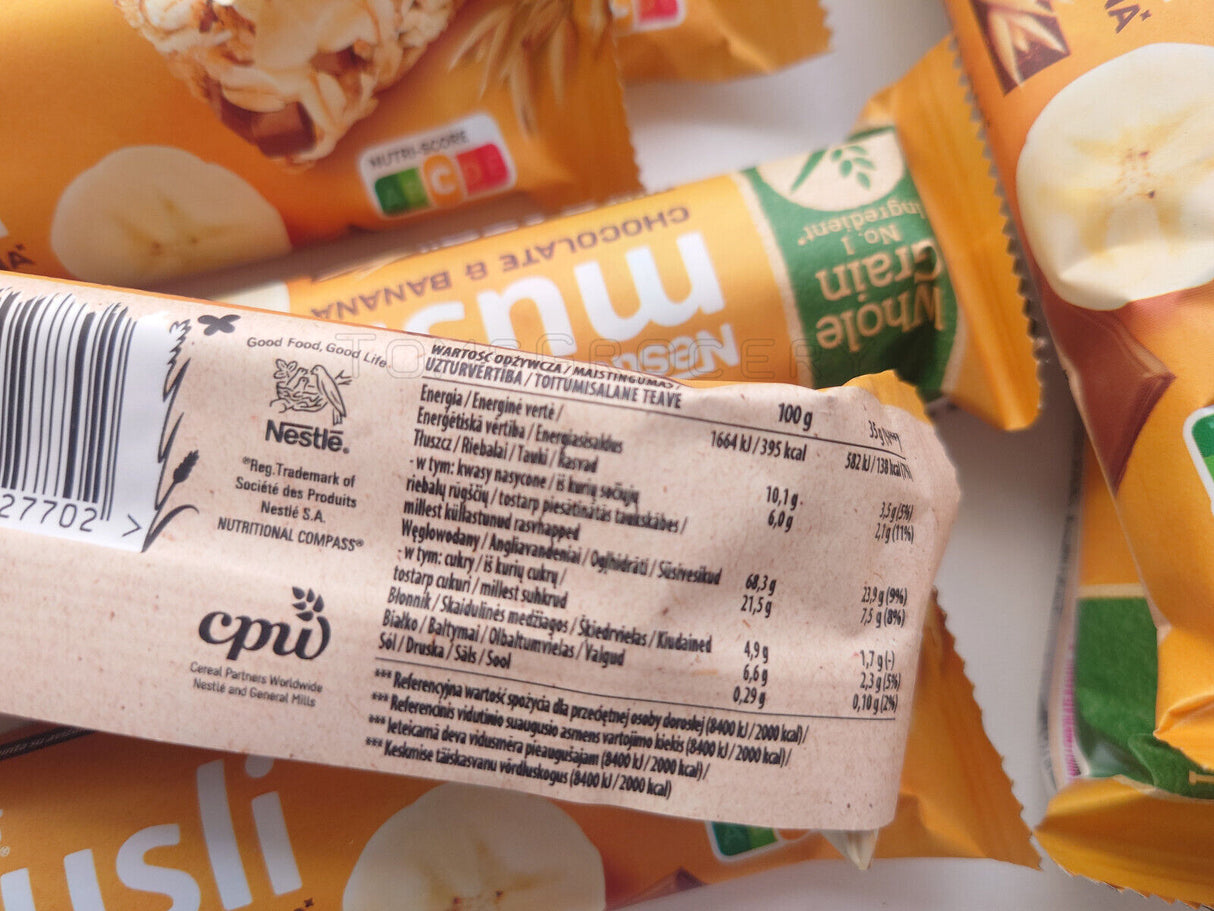 NUTRI-SCORE
C
CHOCOLATE & BANANA
mus
Whole
Grain
No. 1
ingredient*
Tom's Grocery
Good Food, Good Life
Nestlé®
®Reg. Trademark of
Société des Produits
Nestlé S.A.
NUTRITIONAL COMPASS®
27702 >
cpw
Cereal Partners Worldwide
Nestlé and General Mills
WARTOŚĆ ODŻYWCZA / MAISTINGUMAS /
UZTURVĒRTĪBA / TOITUMISALANE TEAVE 100 g 35 g
Energia / Energinė vertė /
Enerģētiskā vērtība / Energiasisaldus 1664 kJ / 395 kcal 582 kJ / 138 kcal (7%)
Tłuszcz / Riebalai / Tauki / Rasvad 10,1 g 3,5 g (5%)
- w tym: kwasy nasycone / iš kurių sočiųjų 6,0 g 2,1 g (11%)
riebalų rūgščių / tostarp piesātinātās taukskābes /
millest küllastunud rasvhapped
Węglowodany / Angliavandeniai / Ogļhidrāti / Süsivesikud 68,3 g 23,9 g (9%)
- w tym: cukry / iš kurių cukrų / 21,5 g 7,5 g (8%)
tostarp cukuri / millest suhkrud
Błonnik / Skaidulinės medžiagos / Šķiedrvielas / Kiudained 4,9 g 1,7 g (-)
Białko / Baltymai / Olbaltumvielas / Valgud 6,6 g 2,3 g (5%)
Sól / Druska / Sāls / Sool 0,29 g 0,10 g (2%)
*** Referencyjna wartość spożycia dla przeciętnej osoby dorosłej (8400 kJ / 2000 kcal) /
*** Referencinis vidutinio suaugusio asmens vartojimo kiekis (8400 kJ / 2000 kcal) /
*** Ieteicamā deva vidusmēra pieaugušajam (8400 kJ / 2000 kcal) /
*** Keskmise täiskasvanu võrdluskogus (8400 kJ / 2000 kcal)
usli